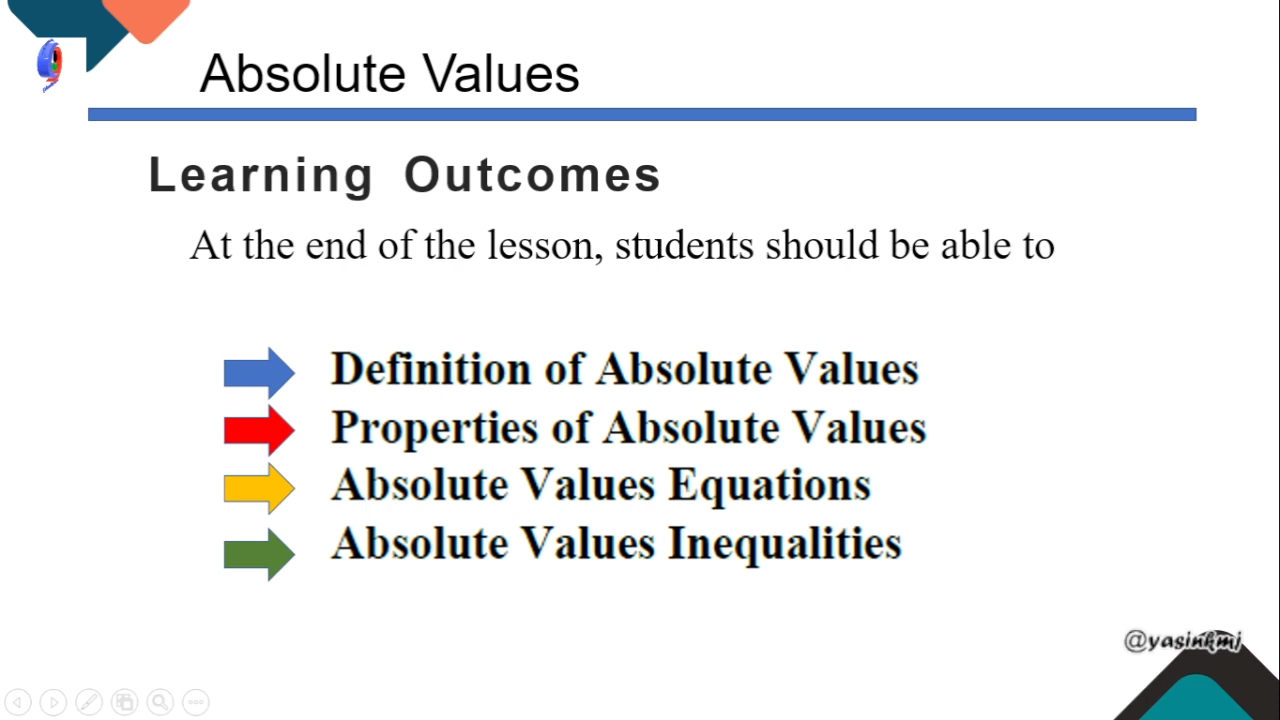 Absolute Values
Learning Outcomes
At the end of the lesson, students should be able to
Definition of Absolute Values
Properties of Absolute Values
Absolute Values Equations
Absolute Values Inequalities
@yasinkmj